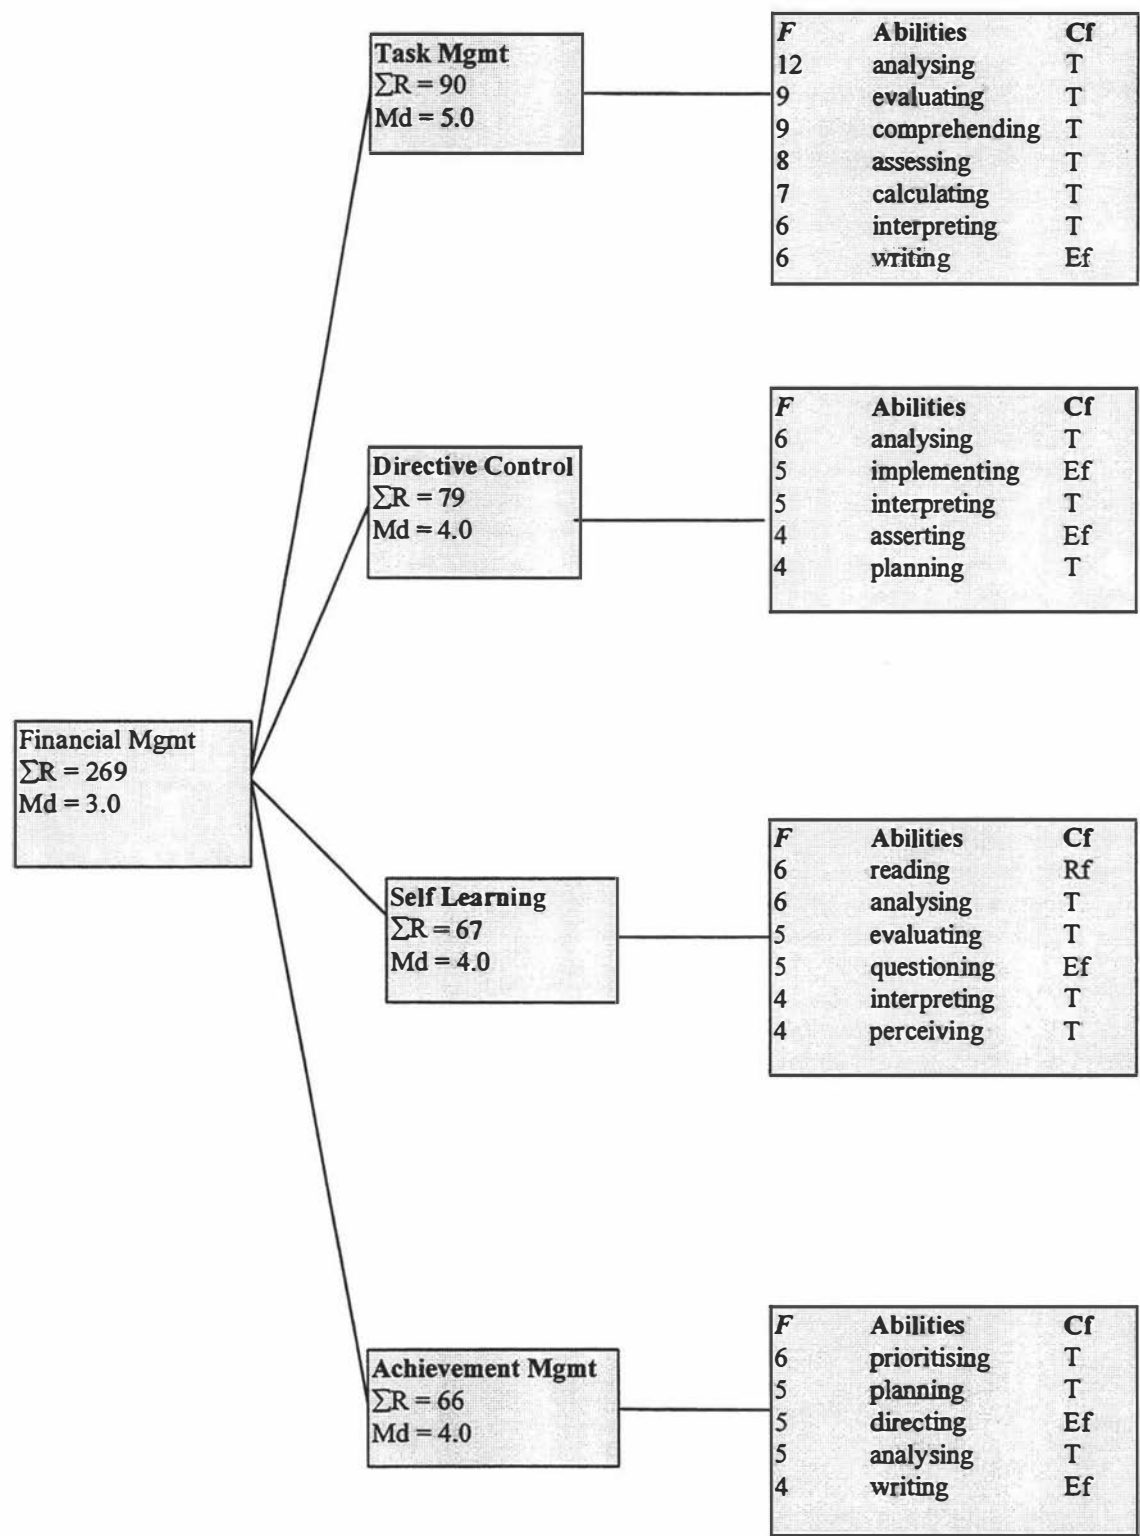 Task Mgmt
∑R = 90
Md = 5.0
F Abilities Cf
12 analysing T
9 evaluating T
9 comprehending T
8 assessing T
7 calculating T
6 interpreting T
6 writing Ef
Directive Control
∑R = 79
Md = 4.0
F Abilities Cf
6 analysing T
5 implementing Ef
5 interpreting T
4 asserting Ef
4 planning T
Financial Mgmt
∑R = 269
Md = 3.0
Self Learning
∑R = 67
Md = 4.0
F Abilities Cf
6 reading Rf
6 analysing T
5 evaluating T
5 questioning Ef
4 interpreting T
4 perceiving T
Achievement Mgmt
∑R = 66
Md = 4.0
F Abilities Cf
6 prioritising T
5 planning T
5 directing Ef
5 analysing T
4 writing Ef